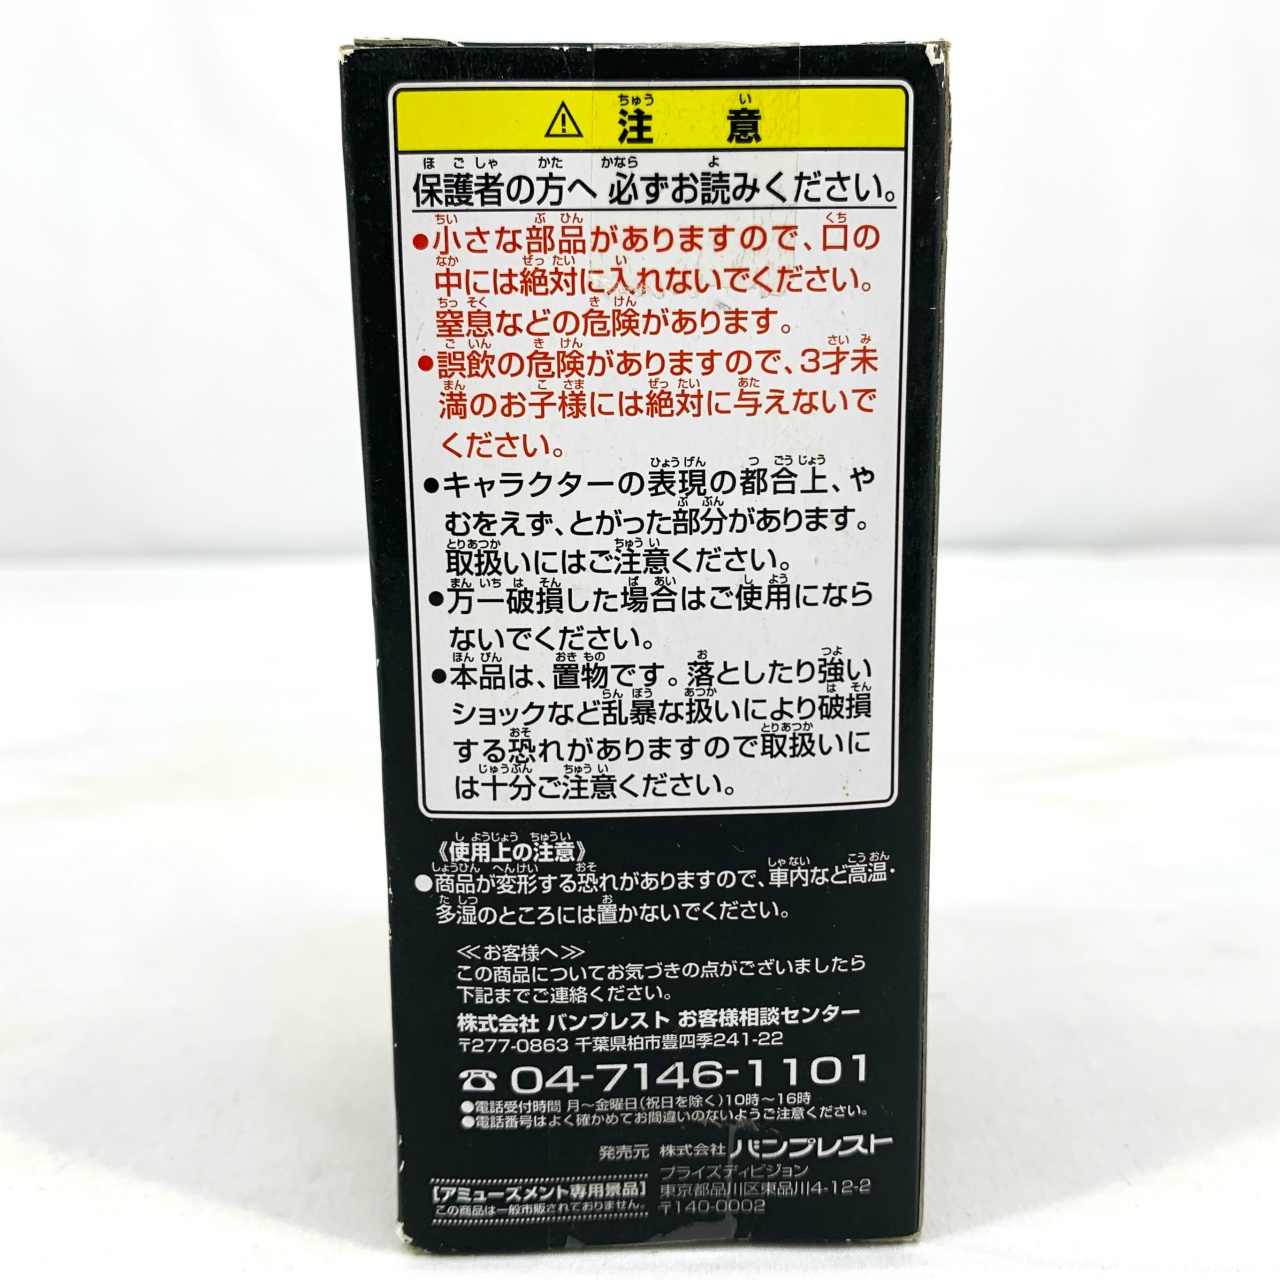 注意
保護者の方へ 必ずお読みください。
●小さな部品がありますので、口の
中には絶対に入れないでください。
窒息などの危険があります。
●誤飲の危険がありますので、3才未
満のお子様には絶対に与えないで
ください。
●キャラクターの表現の都合上、や
むをえず、とがった部分があります。
取扱いにはご注意ください。
●万一破損した場合はご使用になら
ないでください。
●本品は、置物です。落としたり強い
ショックなど乱暴な扱いにより破損
する恐れがありますので取扱いに
は十分ご注意ください。
《使用上の注意》
●商品が変形する恐れがありますので、車内など高温・
多湿のところには置かないでください。
≪お客様へ≫
この商品についてお気づきの点がございましたら
下記までご連絡ください。
株式会社 バンプレスト お客様相談センター
〒277-0863 千葉県柏市豊四季241-22
☎ 04-7146-1101
●電話受付時間 月〜金曜日(祝日を除く)10時〜16時
●電話番号はよく確かめてお間違いのないようご注意ください。
発売元 株式会社 バンプレスト
プライズディビジョン
東京都品川区東品川4-12-2
〒140-0002
【アミューズメント専用景品】
この商品は一般市販されておりません。